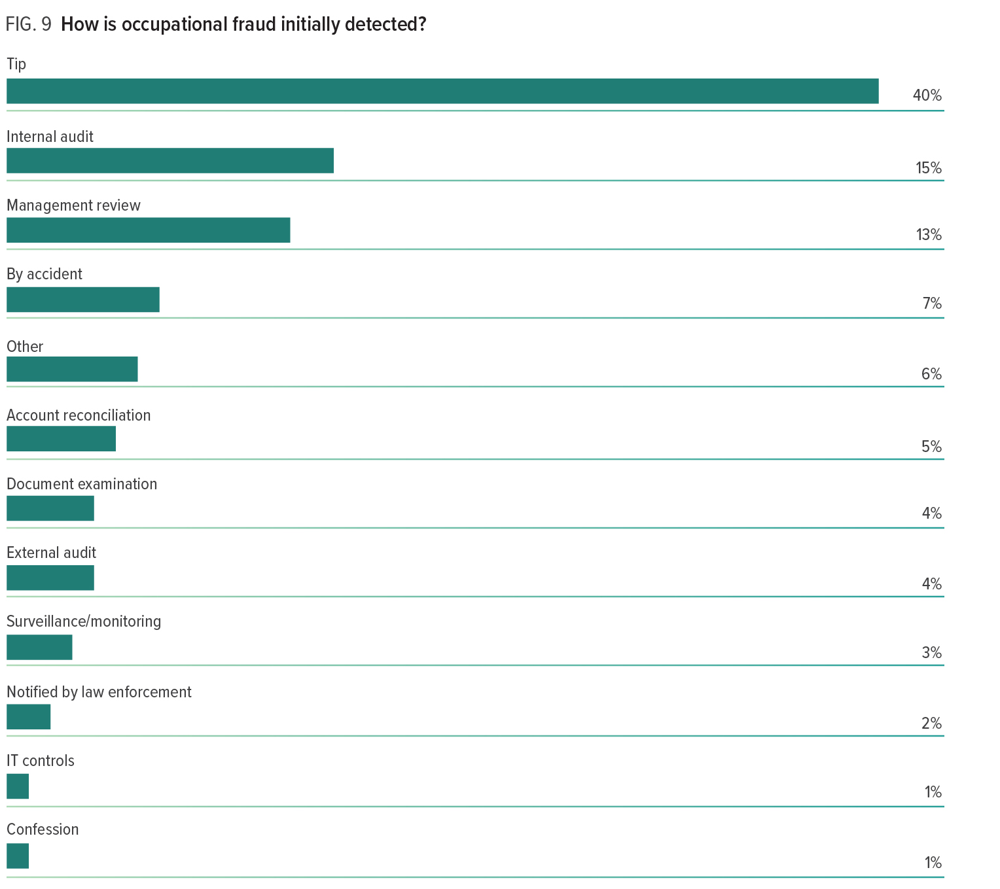 FIG. 9 How is occupational fraud initially detected?
Tip
40%
Internal audit
15%
Management review
13%
By accident
7%
Other
6%
Account reconciliation
5%
Document examination
4%
External audit
4%
Surveillance/monitoring
3%
Notified by law enforcement
2%
IT controls
1%
Confession
1%